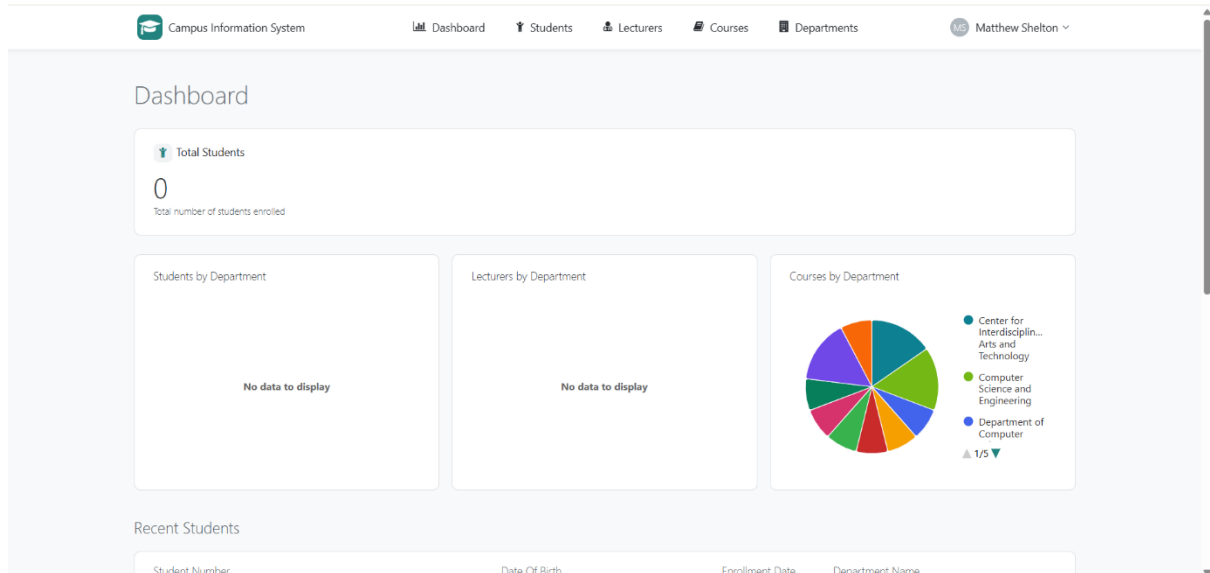 Campus Information System
Dashboard
Students
Lecturers
Courses
Departments
MS
Matthew Shelton
Dashboard
Total Students
0
Total number of students enrolled
Students by Department
No data to display
Lecturers by Department
No data to display
Courses by Department
Center for
Interdisciplin...
Arts and
Technology
Computer
Science and
Engineering
Department of
Computer
1/5
Recent Students
Student Number
Date Of Birth
Enrollment Date
Department Name